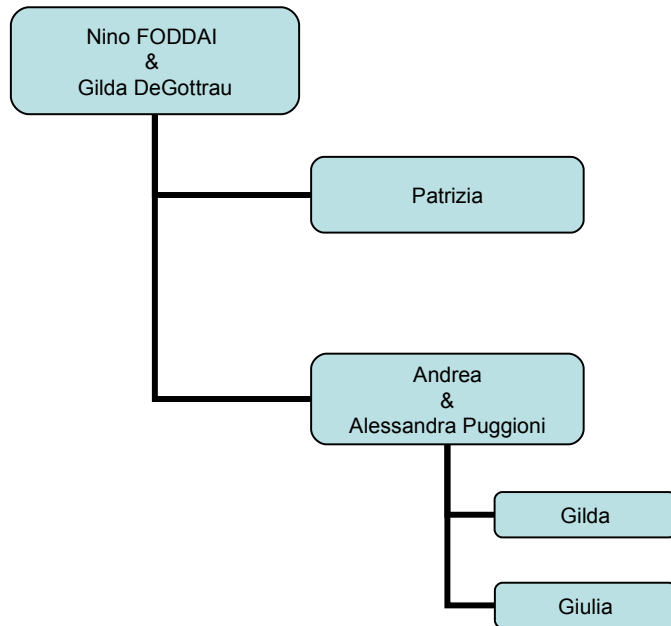 Nino FODDAI
&
Gilda DeGottrau
Patrizia
Andrea
&
Alessandra Puggioni
Gilda
Giulia